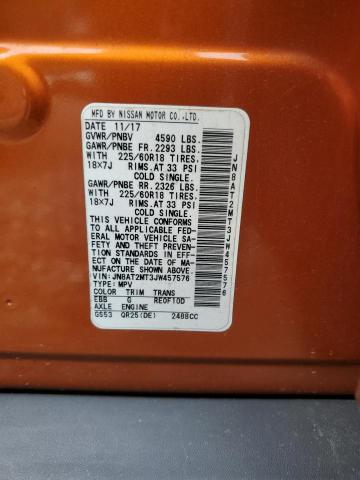 MFD BY NISSAN MOTOR CO.,LTD.
DATE 11/17
GVWR/PNBV 4590 LBS.
GAWR/PNBE FR.2293 LBS.
WITH 225/60R18 TIRES,
18x7J RIMS,AT 33 PSI
COLD SINGLE.
GAWR/PNBE RR.2326 LBS.
WITH 225/60R18 TIRES,
18x7J RIMS,AT 33 PSI
COLD SINGLE.
THIS VEHICLE CONFORMS
TO ALL APPLICABLE FED-
ERAL MOTOR VEHICLE SA-
FETY AND THEFT PREVEN-
TION STANDARDS IN EFF-
ECT ON THE DATE OF MA-
NUFACTURE SHOWN ABOVE.
VIN:JN8AT2MT3JW457576
TYPE: MPV
COLOR TRIM TRANS
EBB G RE0F10D
AXLE ENGINE
GS53 QR25(DE) 2488CC
JN8AT2MT3JW457576